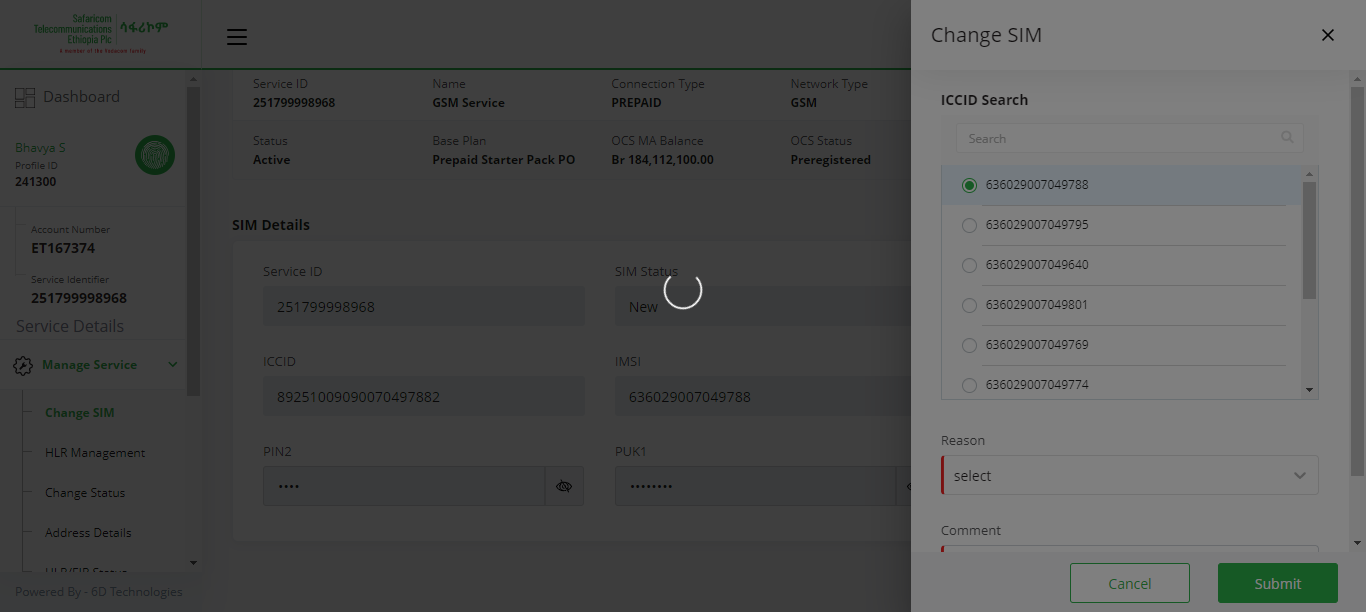 Safaricom
Telecommunications
Ethiopia Plc
ሳፋሪኮም
A member of the Vodacom family
Dashboard
Bhavya S
Profile ID
241300
Account Number
ET167374
Service Identifier
251799998968
Service Details
Manage Service
Change SIM
HLR Management
Change Status
Address Details
HLR/EIR Status
Powered By - 6D Technologies
Service ID
251799998968
Name
GSM Service
Connection Type
PREPAID
Network Type
GSM
Status
Active
Base Plan
Prepaid Starter Pack PO
OCS MA Balance
Br 184,112,100.00
OCS Status
Preregistered
SIM Details
Service ID
251799998968
SIM Status
New
ICCID
89251009090070497882
IMSI
636029007049788
PIN2
••••
PUK1
••••••••
Change SIM
ICCID Search
Search
636029007049788
636029007049795
636029007049640
636029007049801
636029007049769
636029007049774
Reason
select
Comment
Cancel
Submit